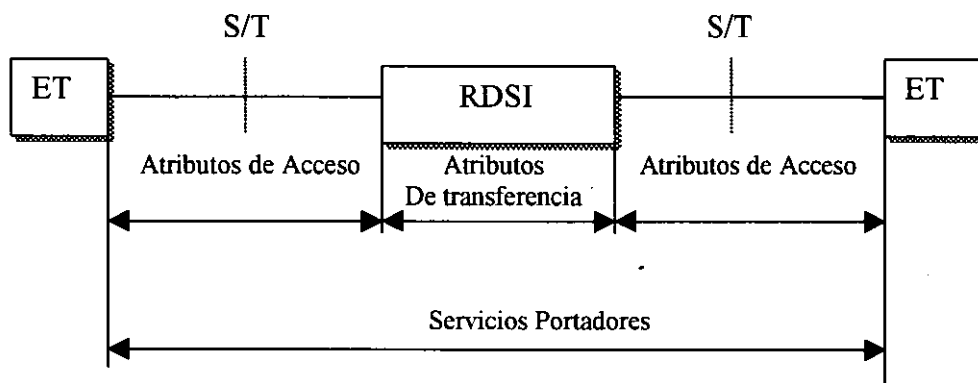 S/T
S/T
ET
RDSI
ET
Atributos de Acceso
Atributos
De transferencia
Atributos de Acceso
Servicios Portadores